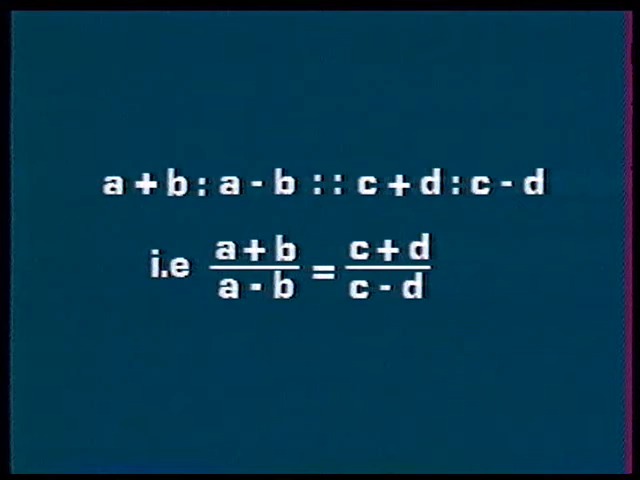 a + b : a - b : : c + d : c - d
i.e a + b / a - b = c + d / c - d